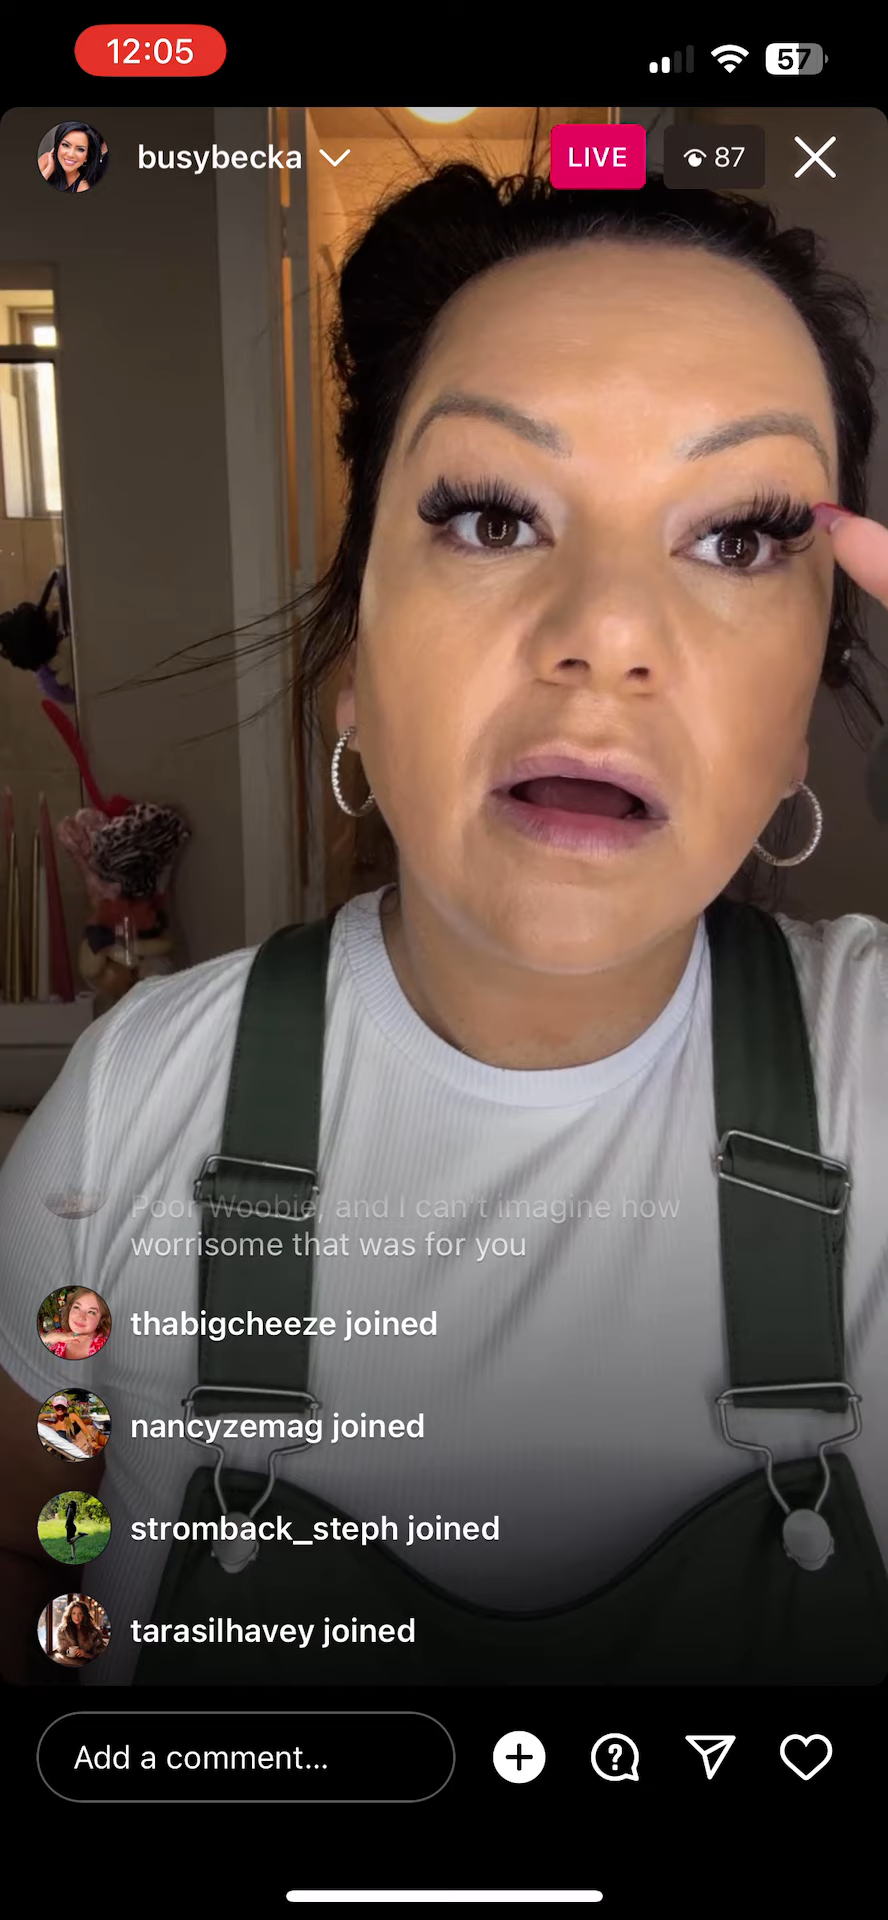 12:05
57
busybecka
LIVE
87
Poor Woobie, and I can't imagine how
worrisome that was for you
thabigcheeze joined
nancyzemag joined
stromback_steph joined
tarasilhavey joined
Add a comment...